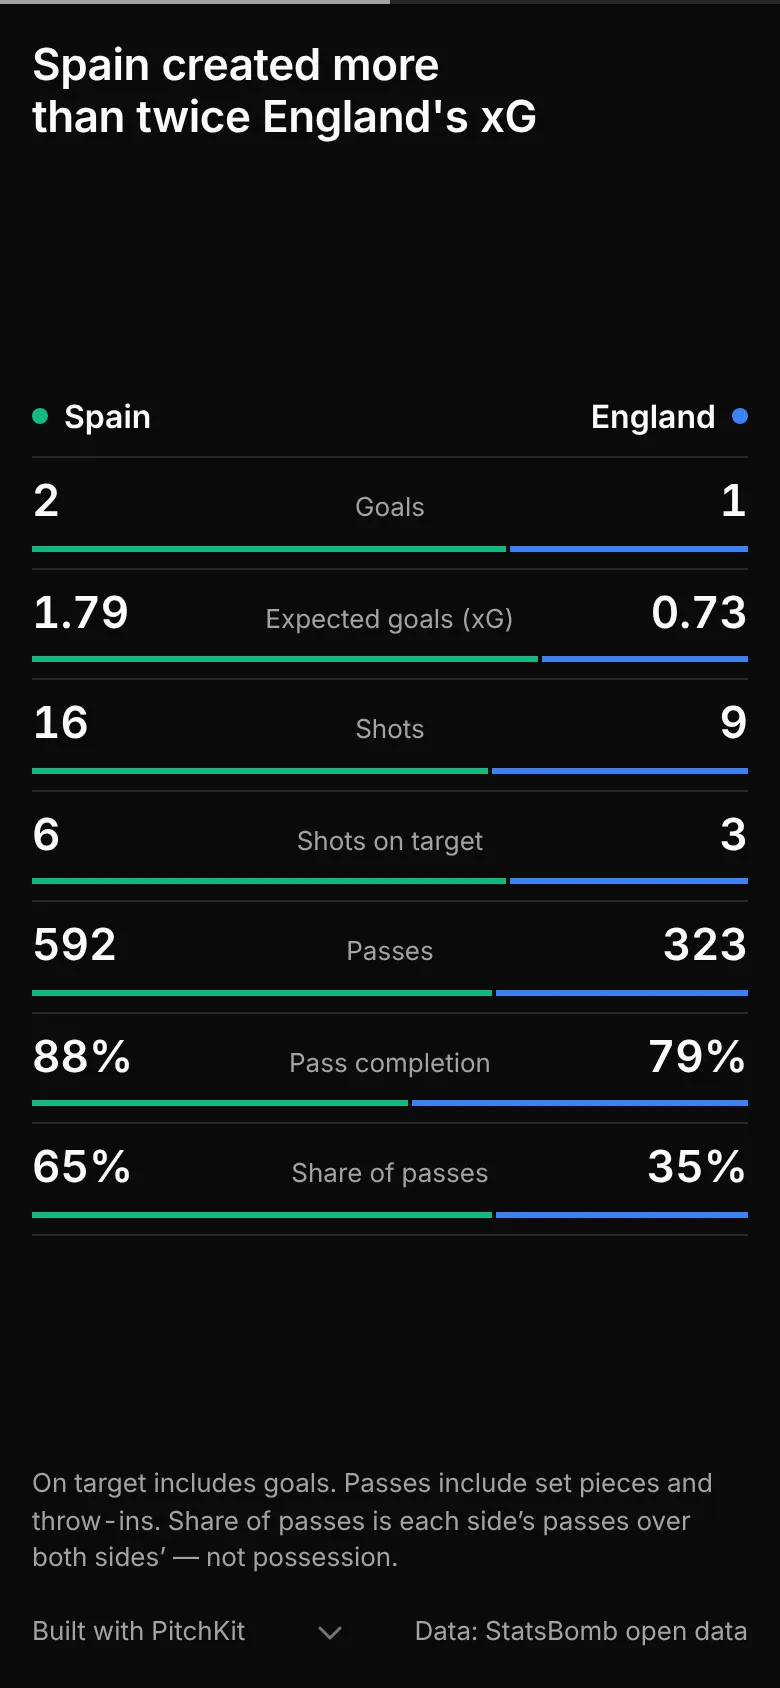 Spain created more
than twice England's xG
Spain England
2 Goals 1
1.79 Expected goals (xG) 0.73
16 Shots 9
6 Shots on target 3
592 Passes 323
88% Pass completion 79%
65% Share of passes 35%
On target includes goals. Passes include set pieces and
throw-ins. Share of passes is each side’s passes over
both sides’ — not possession.
Built with PitchKit Data: StatsBomb open data